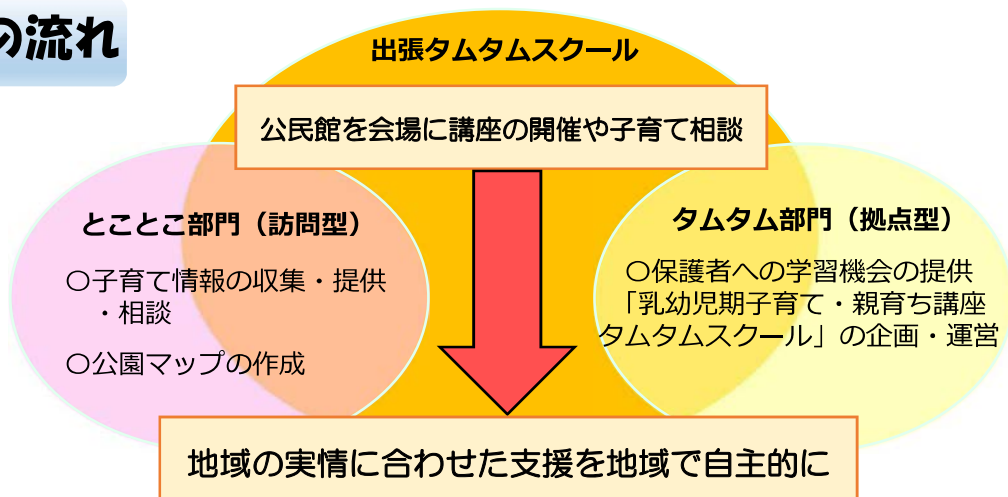 の流れ
出張タムタムスクール
公民館を会場に講座の開催や子育て相談
とことこ部門（訪問型）
〇子育て情報の収集・提供
・相談
〇公園マップの作成
タムタム部門（拠点型）
〇保護者への学習機会の提供
「乳幼児期子育て・親育ち講座
タムタムスクール」の企画・運営
地域の実情に合わせた支援を地域で自主的に